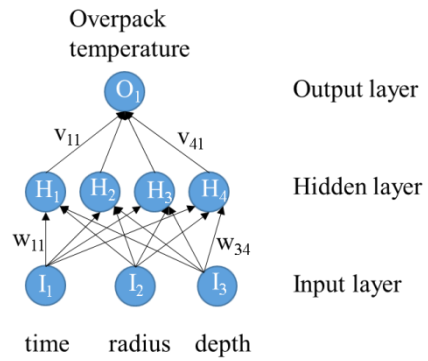 Overpack
temperature
O1 Output layer
v11 v41
H1 H2 H3 H4 Hidden layer
w11 w34
I1 I2 I3 Input layer
time radius depth